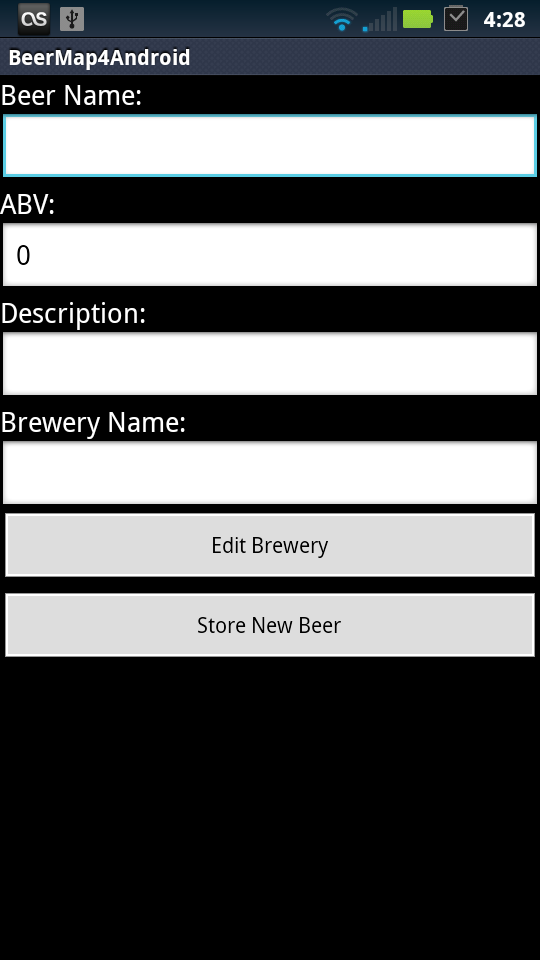 4:28
BeerMap4Android
Beer Name:
ABV:
0
Description:
Brewery Name:
Edit Brewery
Store New Beer